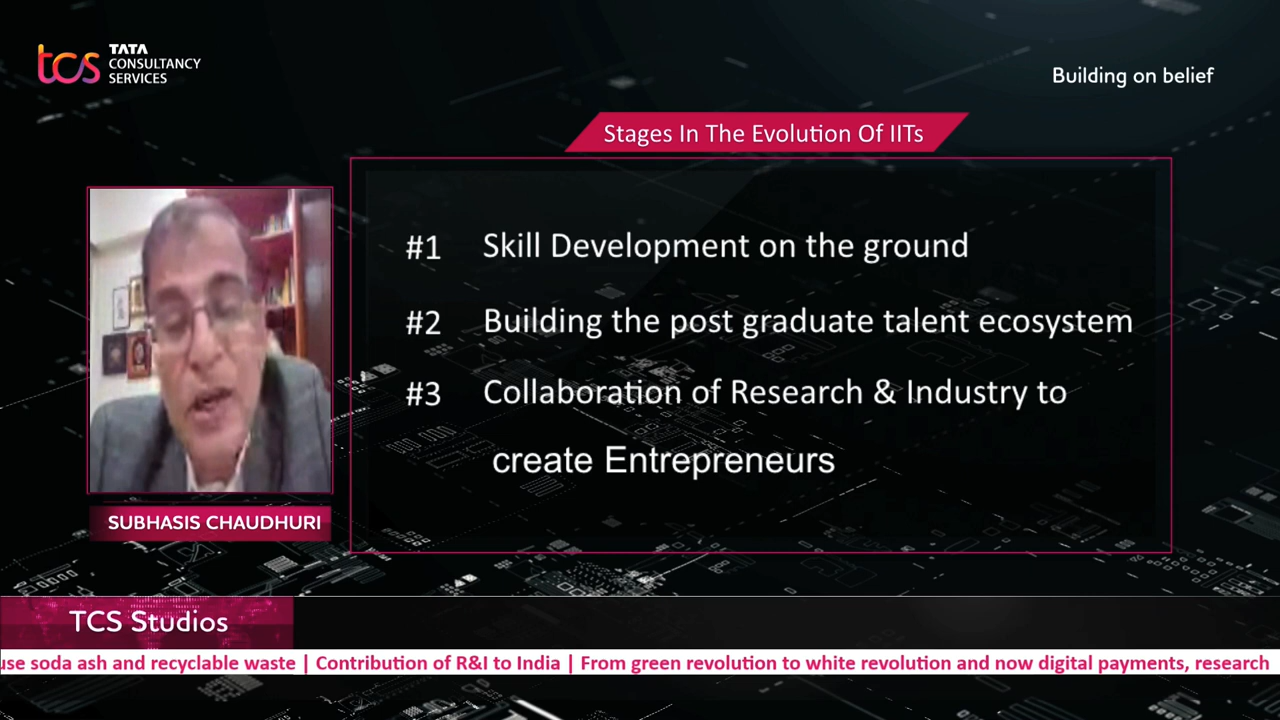 tcs TATA
CONSULTANCY
SERVICES
Building on belief
Stages In The Evolution Of IITs
#1 Skill Development on the ground
#2 Building the post graduate talent ecosystem
#3 Collaboration of Research & Industry to
create Entrepreneurs
SUBHASIS CHAUDHURI
TCS Studios
use soda ash and recyclable waste | Contribution of R&I to India | From green revolution to white revolution and now digital payments, research